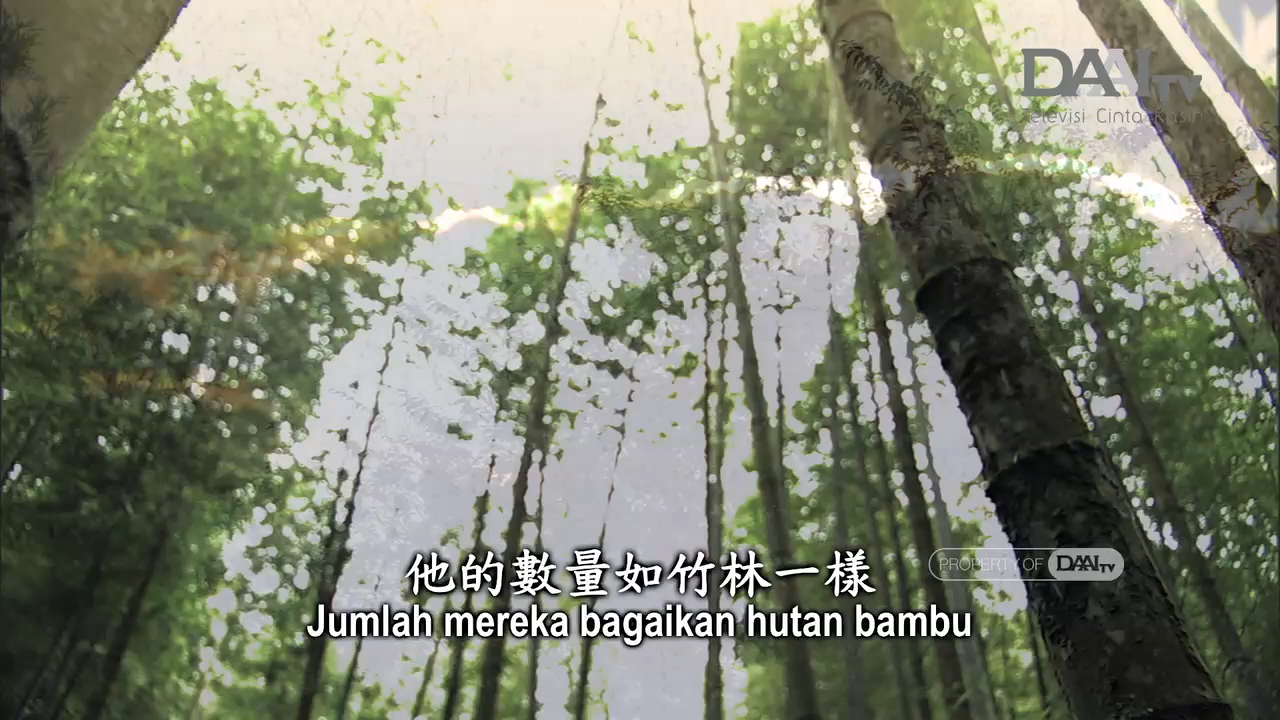 DAAI TV
Televisi Cinta Kasih
他的數量如竹林一樣
PROPERTY OF DAAI TV
Jumlah mereka bagaikan hutan bambu